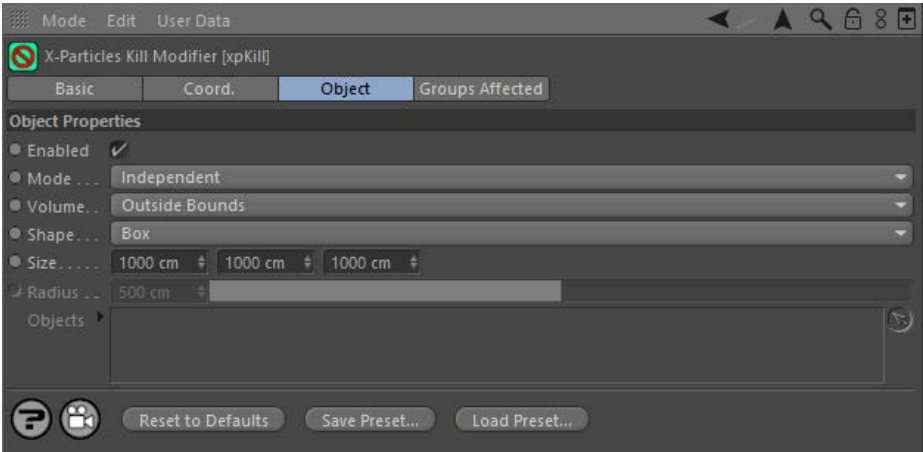 Mode Edit User Data
X-Particles Kill Modifier [xpKill]
Basic Coord. Object Groups Affected
Object Properties
Enabled
Mode . . . Independent
Volume. . Outside Bounds
Shape. . . Box
Size. . . . . 1000 cm 1000 cm 1000 cm
Radius . . 500 cm
Objects
Reset to Defaults Save Preset... Load Preset...